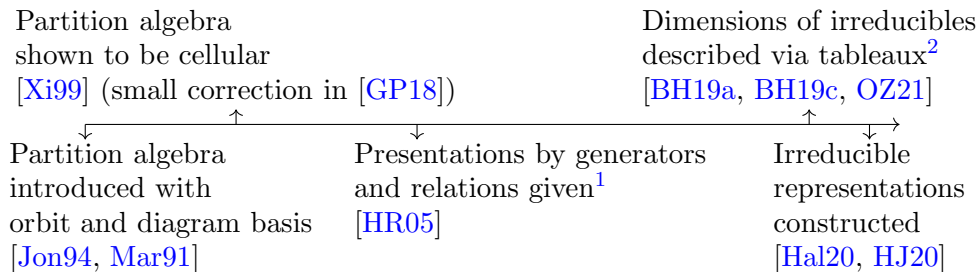 Partition algebra
shown to be cellular
[Xi99] (small correction in [GP18])
Dimensions of irreducibles
described via tableaux2
[BH19a, BH19c, OZ21]
Partition algebra
introduced with
orbit and diagram basis
[Jon94, Mar91]
Presentations by generators
and relations given1
[HR05]
Irreducible
representations
constructed
[Hal20, HJ20]